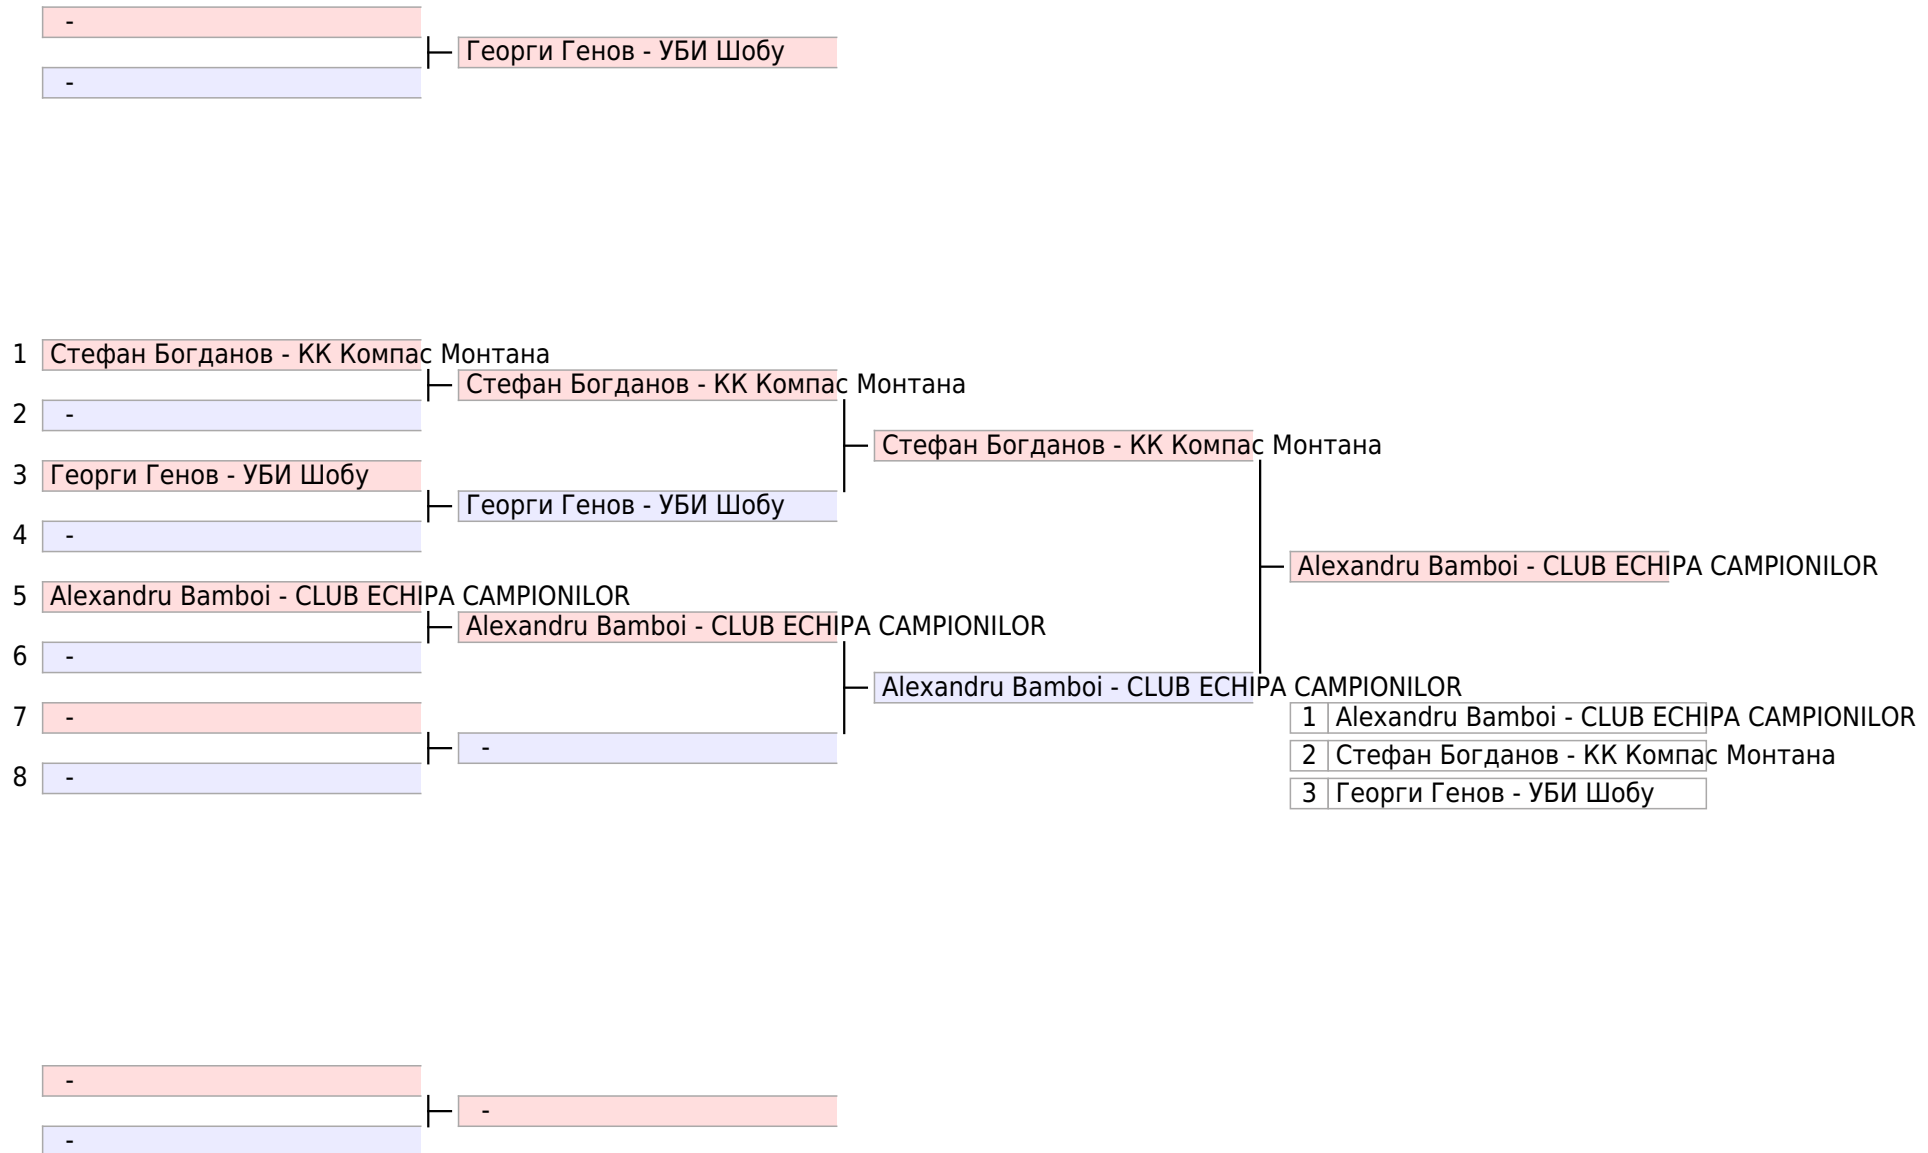 -
Георги Генов - УБИ Шобу
-
1 Стефан Богданов - КК Компас Монтана
Стефан Богданов - КК Компас Монтана
2 -
Стефан Богданов - КК Компас Монтана
3 Георги Генов - УБИ Шобу
Георги Генов - УБИ Шобу
4 -
Alexandru Bamboi - CLUB ECHIPA CAMPIONILOR
5 Alexandru Bamboi - CLUB ECHIPA CAMPIONILOR
Alexandru Bamboi - CLUB ECHIPA CAMPIONILOR
6 -
Alexandru Bamboi - CLUB ECHIPA CAMPIONILOR
7 -
1 Alexandru Bamboi - CLUB ECHIPA CAMPIONILOR
-
2 Стефан Богданов - КК Компас Монтана
8 -
3 Георги Генов - УБИ Шобу
-
-
-